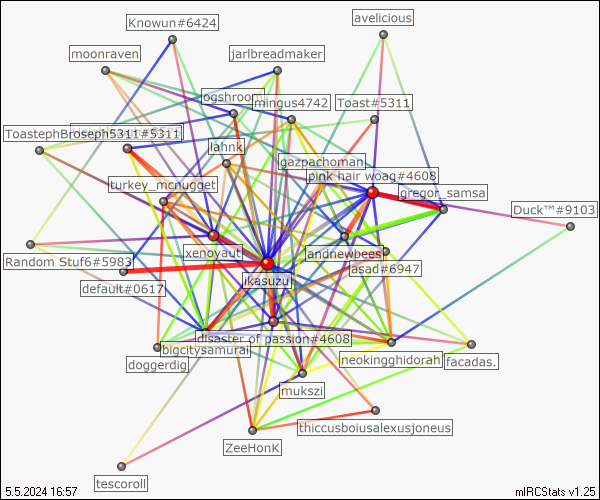 avelicious
Knowun#6424
moonraven
jarlbreadmaker
ogshroom
mingus4742
Toast#5311
ToastephBroseph5311#5311
lahnk
gazpachoman
pink hair woag#4608
turkey_mcnugget
gregor_samsa
Duck™#9103
xenoyaut
andnewbees
Random Stuf6#5983
asad#6947
ikasuzu
default#0617
disaster of passion#4608
bigcitysamurai
neokingghidorah
facadas.
doggerdig
mukszi
thiccusboiusalexusjoneus
ZeeHonK
tescoroll
5.5.2024 16:57
mIRCStats v1.25